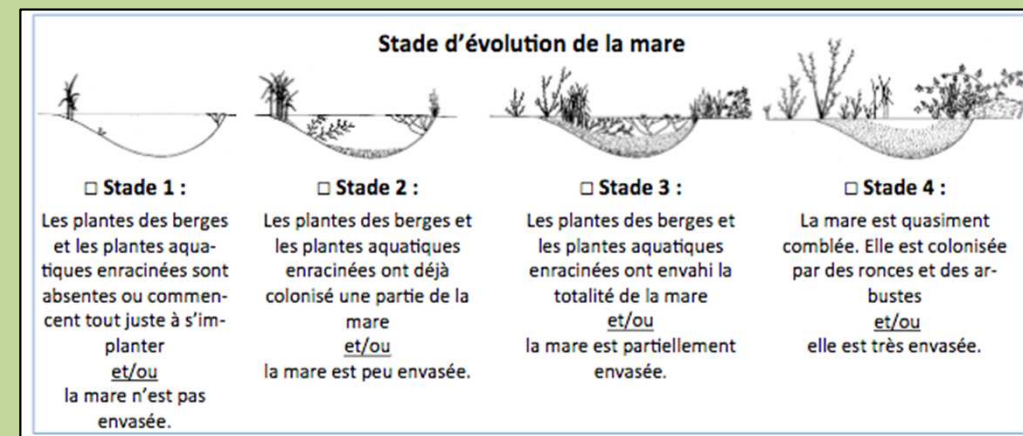 Stade d'évolution de la mare
□ Stade 1 :
Les plantes des berges
et les plantes aqua-
tiques enracinées sont
absentes ou commen-
cent tout juste à s'im-
planter
et/ou
la mare n'est pas
envasée.
□ Stade 2 :
Les plantes des berges et
les plantes aquatiques
enracinées ont déjà
colonisé une partie de la
mare
et/ou
la mare est peu envasée.
□ Stade 3 :
Les plantes des berges et
les plantes aquatiques
enracinées ont envahi la
totalité de la mare
et/ou
la mare est partiellement
envasée.
□ Stade 4 :
La mare est quasiment
comblée. Elle est colonisée
par des ronces et des ar-
bustes
et/ou
elle est très envasée.